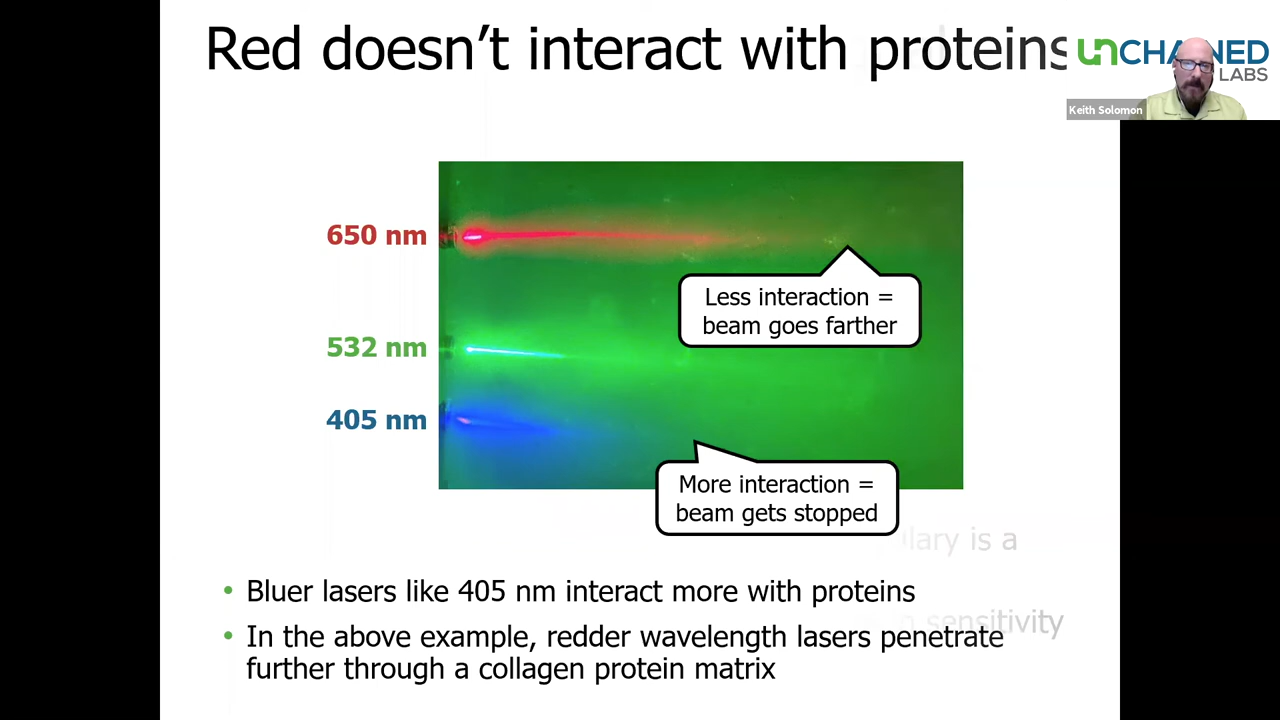 Red doesn’t interact with proteins
UNCHAINED
LABS
Keith Solomon
650 nm
Less interaction =
beam goes farther
532 nm
405 nm
More interaction =
beam gets stopped
is a
• Bluer lasers like 405 nm interact more with proteins
sensitivity
• In the above example, redder wavelength lasers penetrate
further through a collagen protein matrix